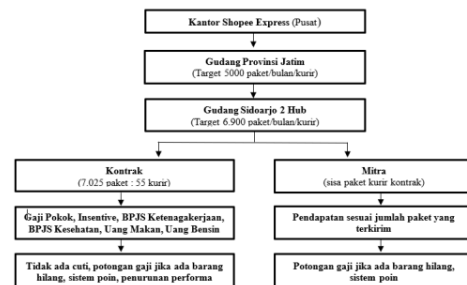 Kantor Shopee Express (Pusat)
Gudang Provinsi Jatim
(Target 5000 paket/bulan/kurir)
Gudang Sidoarjo 2 Hub
(Target 6.900 paket/bulan/kurir)
Kontrak
(7.025 paket : 55 kurir)
Mitra
(sisa paket kurir kontrak)
Gaji Pokok, Insentive, BPJS Ketenagakerjaan,
BPJS Kesehatan, Uang Makan, Uang Bensin
Pendapatan sesuai jumlah paket yang
terkirim
Tidak ada cuti, potongan gaji jika ada barang
hilang, sistem poin, penurunan performa
Potongan gaji jika ada barang hilang,
sistem poin